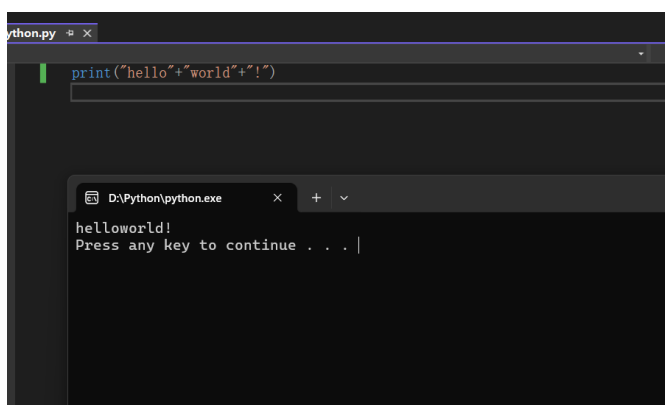 ython.py
print("hello"+"world"+"!")
D:\Python\python.exe
helloworld!
Press any key to continue . . .